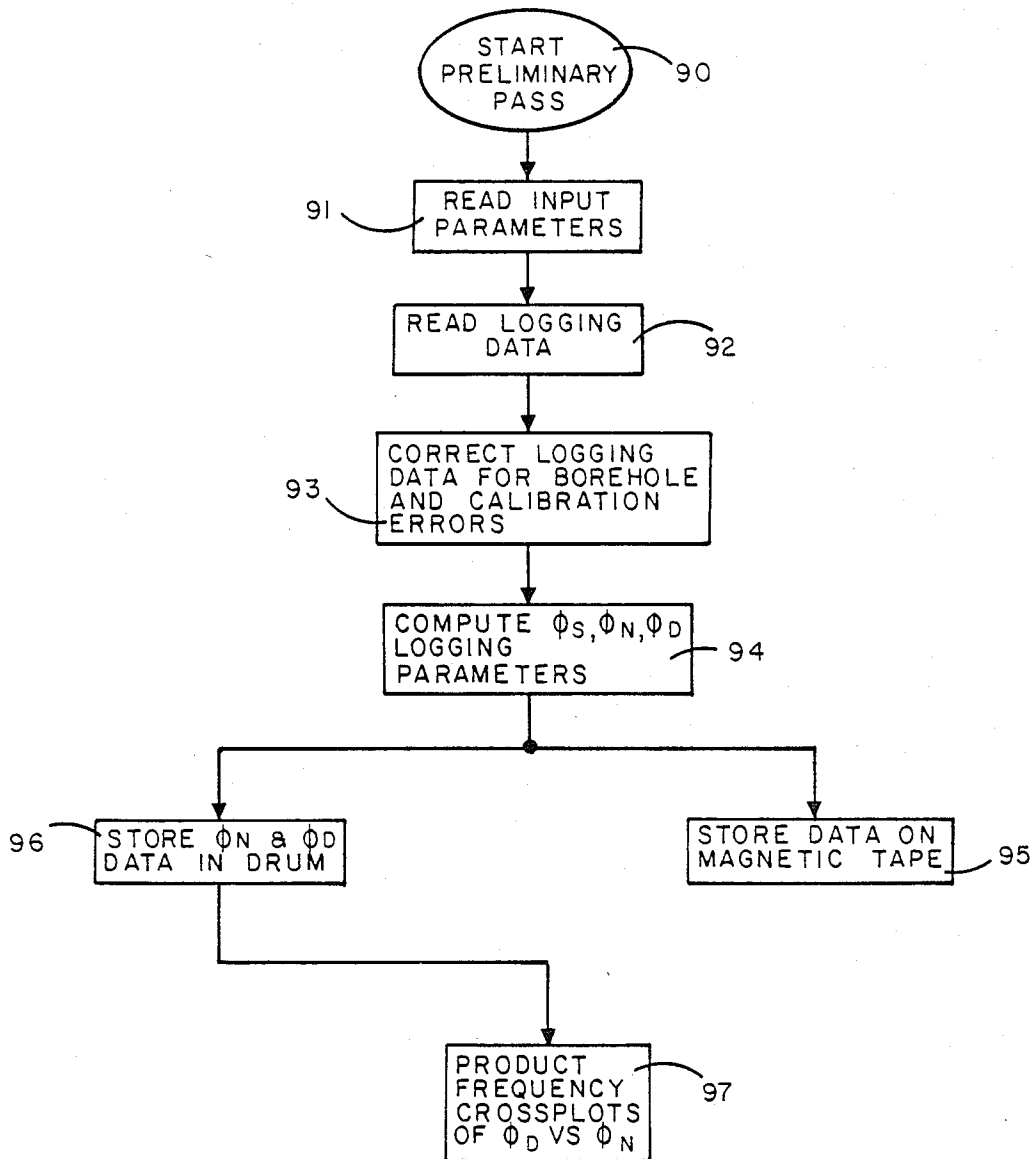 START
PRELIMINARY
PASS
90
91
READ INPUT
PARAMETERS
READ LOGGING
DATA
92
CORRECT LOGGING
DATA FOR BOREHOLE
AND CALIBRATION
ERRORS
93
COMPUTE ϕS, ϕN, ϕD
LOGGING
PARAMETERS
94
96
STORE ϕN & ϕD
DATA IN DRUM
STORE DATA ON
MAGNETIC TAPE
95
PRODUCT
FREQUENCY
CROSSPLOTS
OF ϕD VS ϕN
97